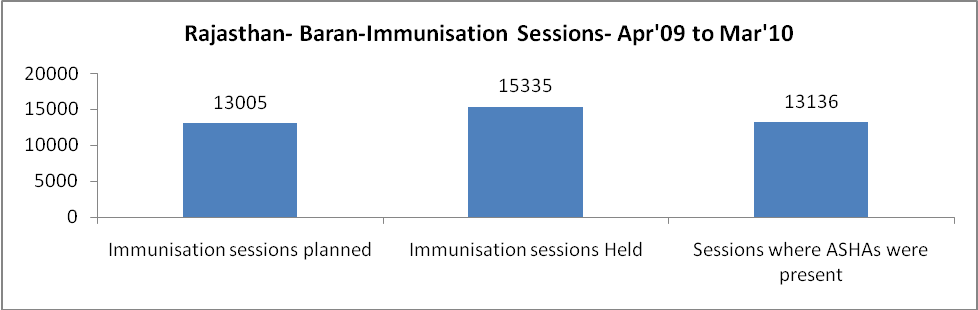 Rajasthan- Baran-Immunisation Sessions- Apr'09 to Mar'10
20000
15000
10000
5000
0
13005
15335
13136
Immunisation sessions planned
Immunisation sessions Held
Sessions where ASHAs were
present